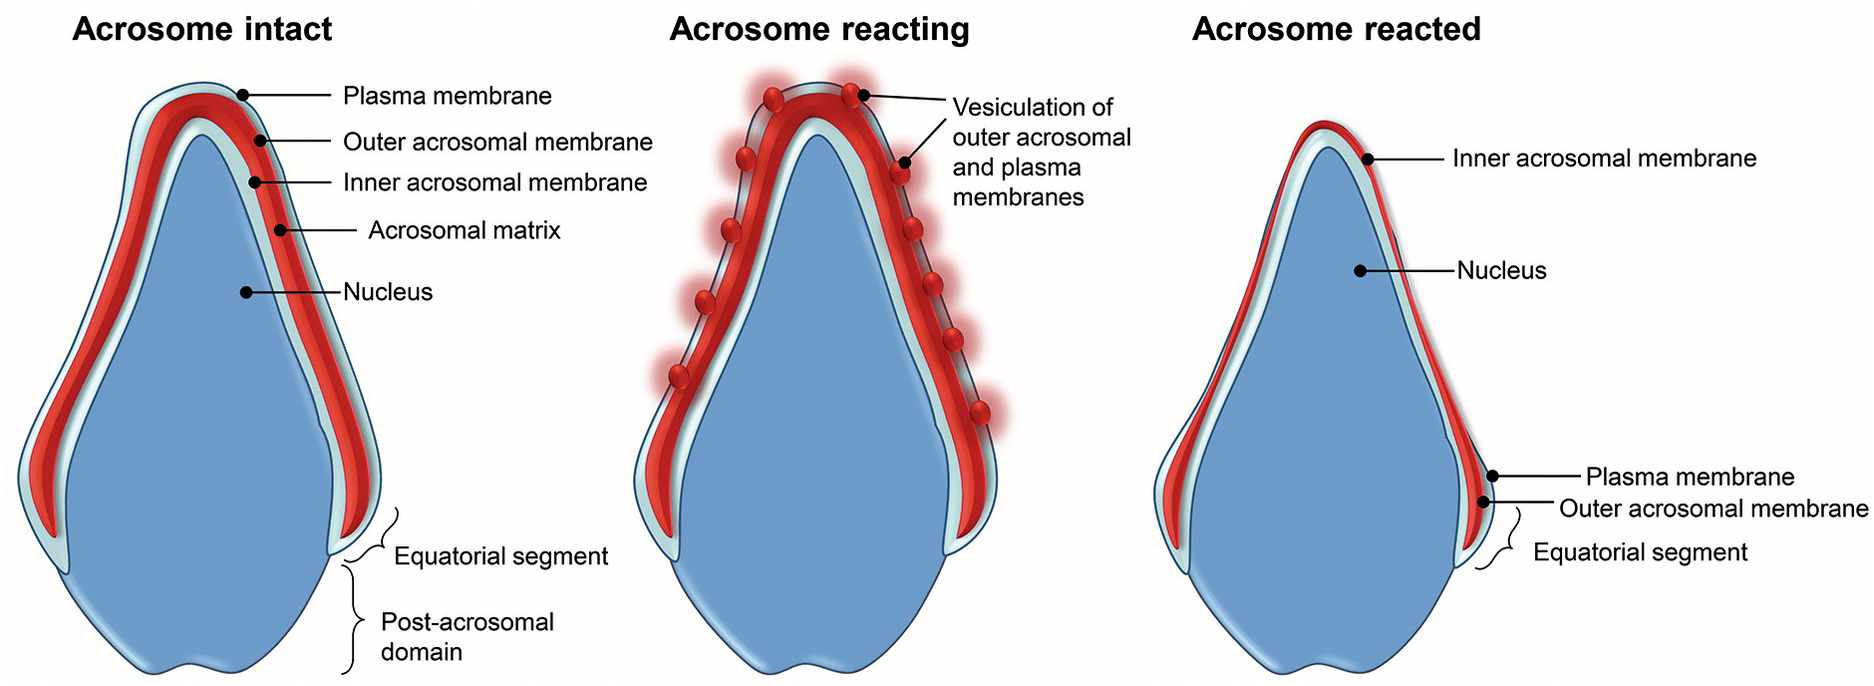 Acrosome intact
Plasma membrane
Outer acrosomal membrane
Inner acrosomal membrane
Acrosomal matrix
Nucleus
Equatorial segment
Post-acrosomal
domain
Acrosome reacting
Vesiculation of
outer acrosomal
and plasma
membranes
Acrosome reacted
Inner acrosomal membrane
Nucleus
Plasma membrane
Outer acrosomal membrane
Equatorial segment